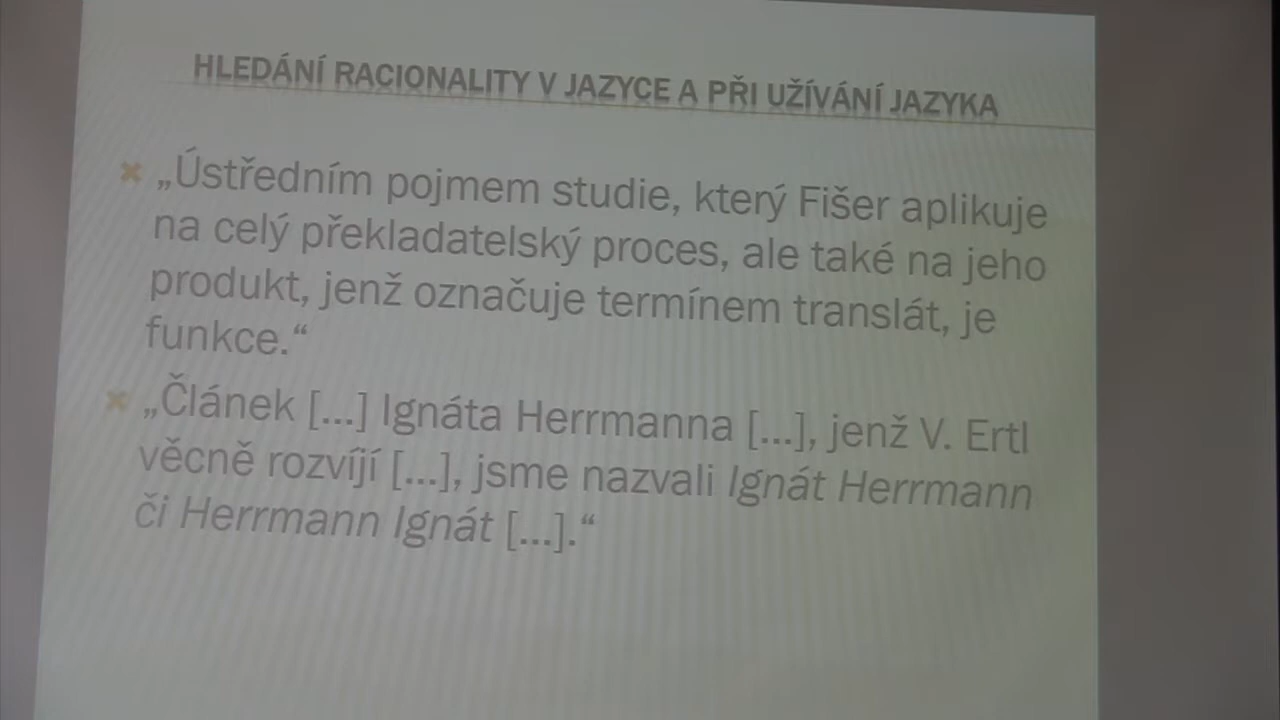 HLEDÁNÍ RACIONALITY V JAZYCE A PŘI UŽÍVÁNÍ JAZYKA
„Ústředním pojmem studie, který Fišer aplikuje
na celý překladatelský proces, ale také na jeho
produkt, jenž označuje termínem translát, je
funkce.“
„Článek [...] Ignáta Herrmanna [...], jenž V. Ertl
věcně rozvíjí [...], jsme nazvali Ignát Herrmann
či Herrmann Ignát [...].“